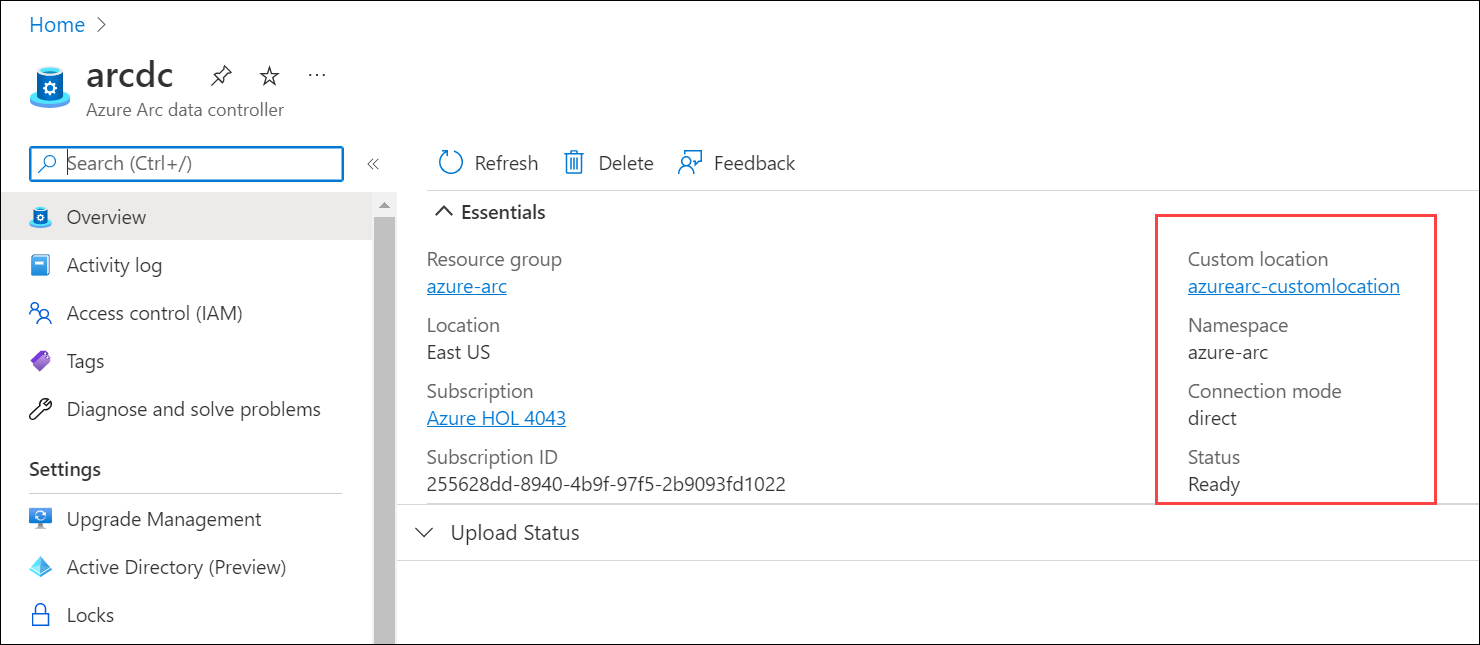 Home
arcdc
Azure Arc data controller
Search (Ctrl+/)
Overview
Activity log
Access control (IAM)
Tags
Diagnose and solve problems
Settings
Upgrade Management
Active Directory (Preview)
Locks
Refresh Delete Feedback
Essentials
Resource group
azure-arc
Location
East US
Subscription
Azure HOL 4043
Subscription ID
255628dd-8940-4b9f-97f5-2b9093fd1022
Custom location
azurearc-customlocation
Namespace
azure-arc
Connection mode
direct
Status
Ready
Upload Status